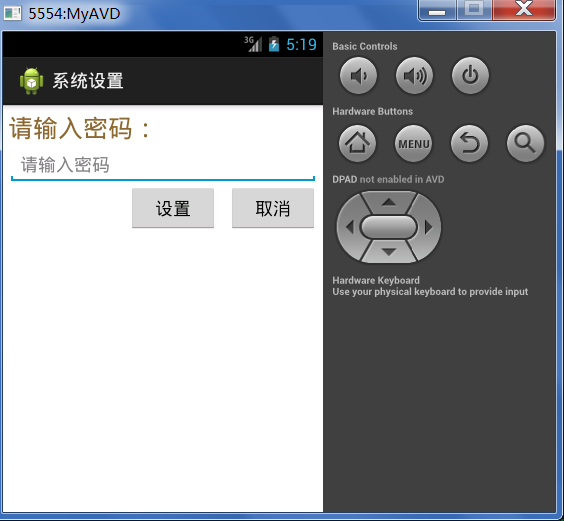 5554:MyAVD
3G 5:19
系统设置
请输入密码：
请输入密码
设置 取消
Basic Controls
Hardware Buttons
MENU
DPAD not enabled in AVD
Hardware Keyboard
Use your physical keyboard to provide input